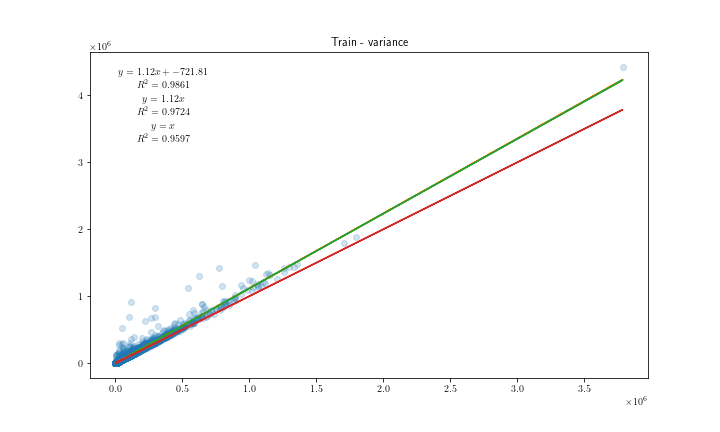 Train - variance
×10⁶
y = 1.12x + −721.81
R² = 0.9861
y = 1.12x
R² = 0.9724
y = x
R² = 0.9597
4
3
2
1
0
0.0 0.5 1.0 1.5 2.0 2.5 3.0 3.5
×10⁶